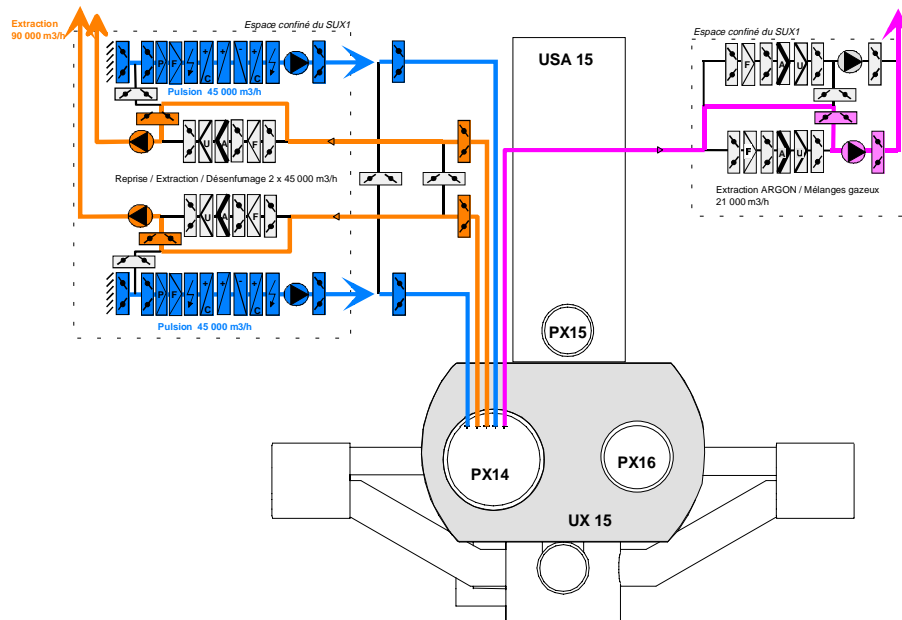 Extraction
90 000 m3/h
Espace confiné du SUX1
P F + C + - + C
Pulsion 45 000 m3/h
U A F
Reprise / Extraction / Désenfumage 2 x 45 000 m3/h
U A F
P F + C + - + C
Pulsion 45 000 m3/h
USA 15
Espace confiné du SUX1
F A U
F A U
Extraction ARGON / Mélanges gazeux
21 000 m3/h
PX15
PX14
PX16
UX 15